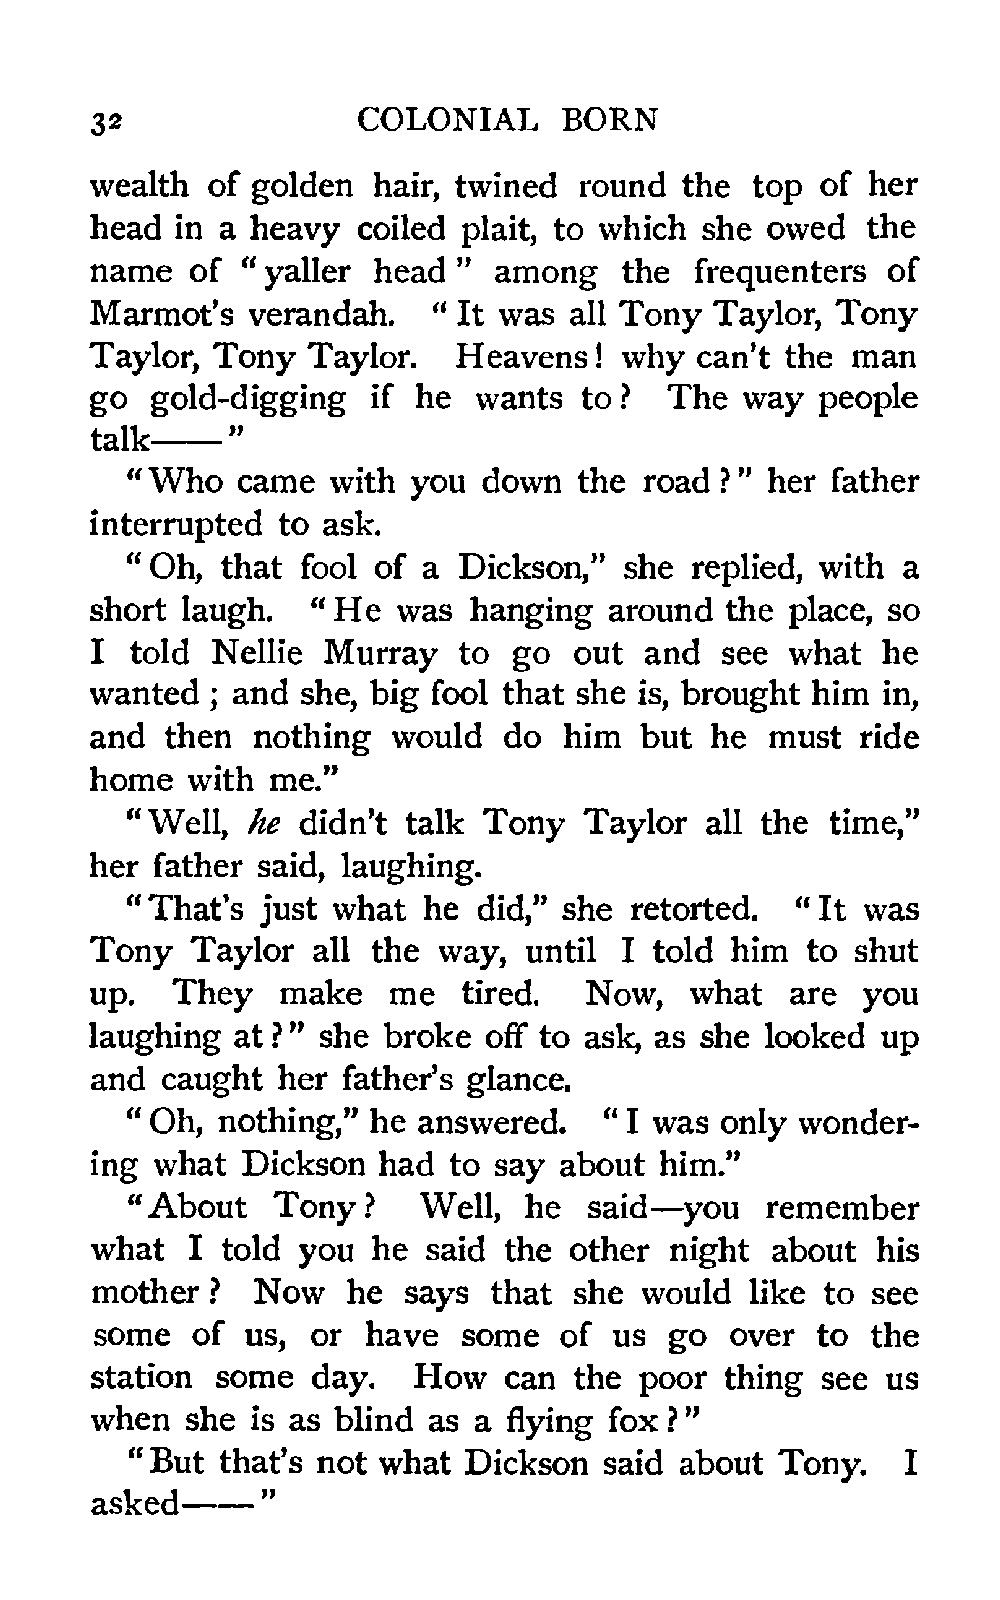 32 COLONIAL BORN
wealth of golden hair, twined round the top of her
head in a heavy coiled plait, to which she owed the
name of “yaller head” among the frequenters of
Marmot’s verandah. “It was all Tony Taylor, Tony
Taylor, Tony Taylor. Heavens! why can’t the man
go gold-digging if he wants to? The way people
talk——”
“Who came with you down the road?” her father
interrupted to ask.
“Oh, that fool of a Dickson,” she replied, with a
short laugh. “He was hanging around the place, so
I told Nellie Murray to go out and see what he
wanted; and she, big fool that she is, brought him in,
and then nothing would do him but he must ride
home with me.”
“Well, he didn’t talk Tony Taylor all the time,”
her father said, laughing.
“That’s just what he did,” she retorted. “It was
Tony Taylor all the way, until I told him to shut
up. They make me tired. Now, what are you
laughing at?” she broke off to ask, as she looked up
and caught her father’s glance.
“Oh, nothing,” he answered. “I was only wonder-
ing what Dickson had to say about him.”
“About Tony? Well, he said—you remember
what I told you he said the other night about his
mother? Now he says that she would like to see
some of us, or have some of us go over to the
station some day. How can the poor thing see us
when she is as blind as a flying fox?”
“But that’s not what Dickson said about Tony. I
asked——”